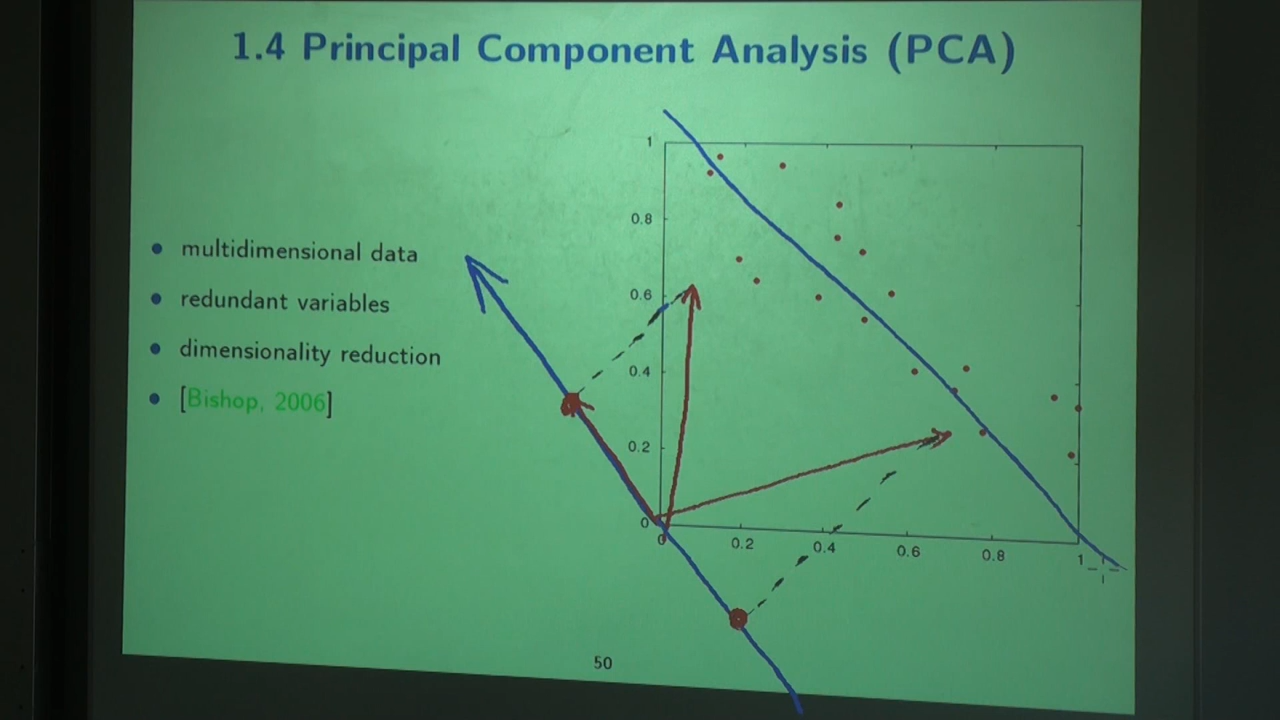 1.4 Principal Component Analysis (PCA)
• multidimensional data
• redundant variables
• dimensionality reduction
• [Bishop, 2006]
1
0.8
0.6
0.4
0.2
0
0 0.2 0.4 0.6 0.8 1
50